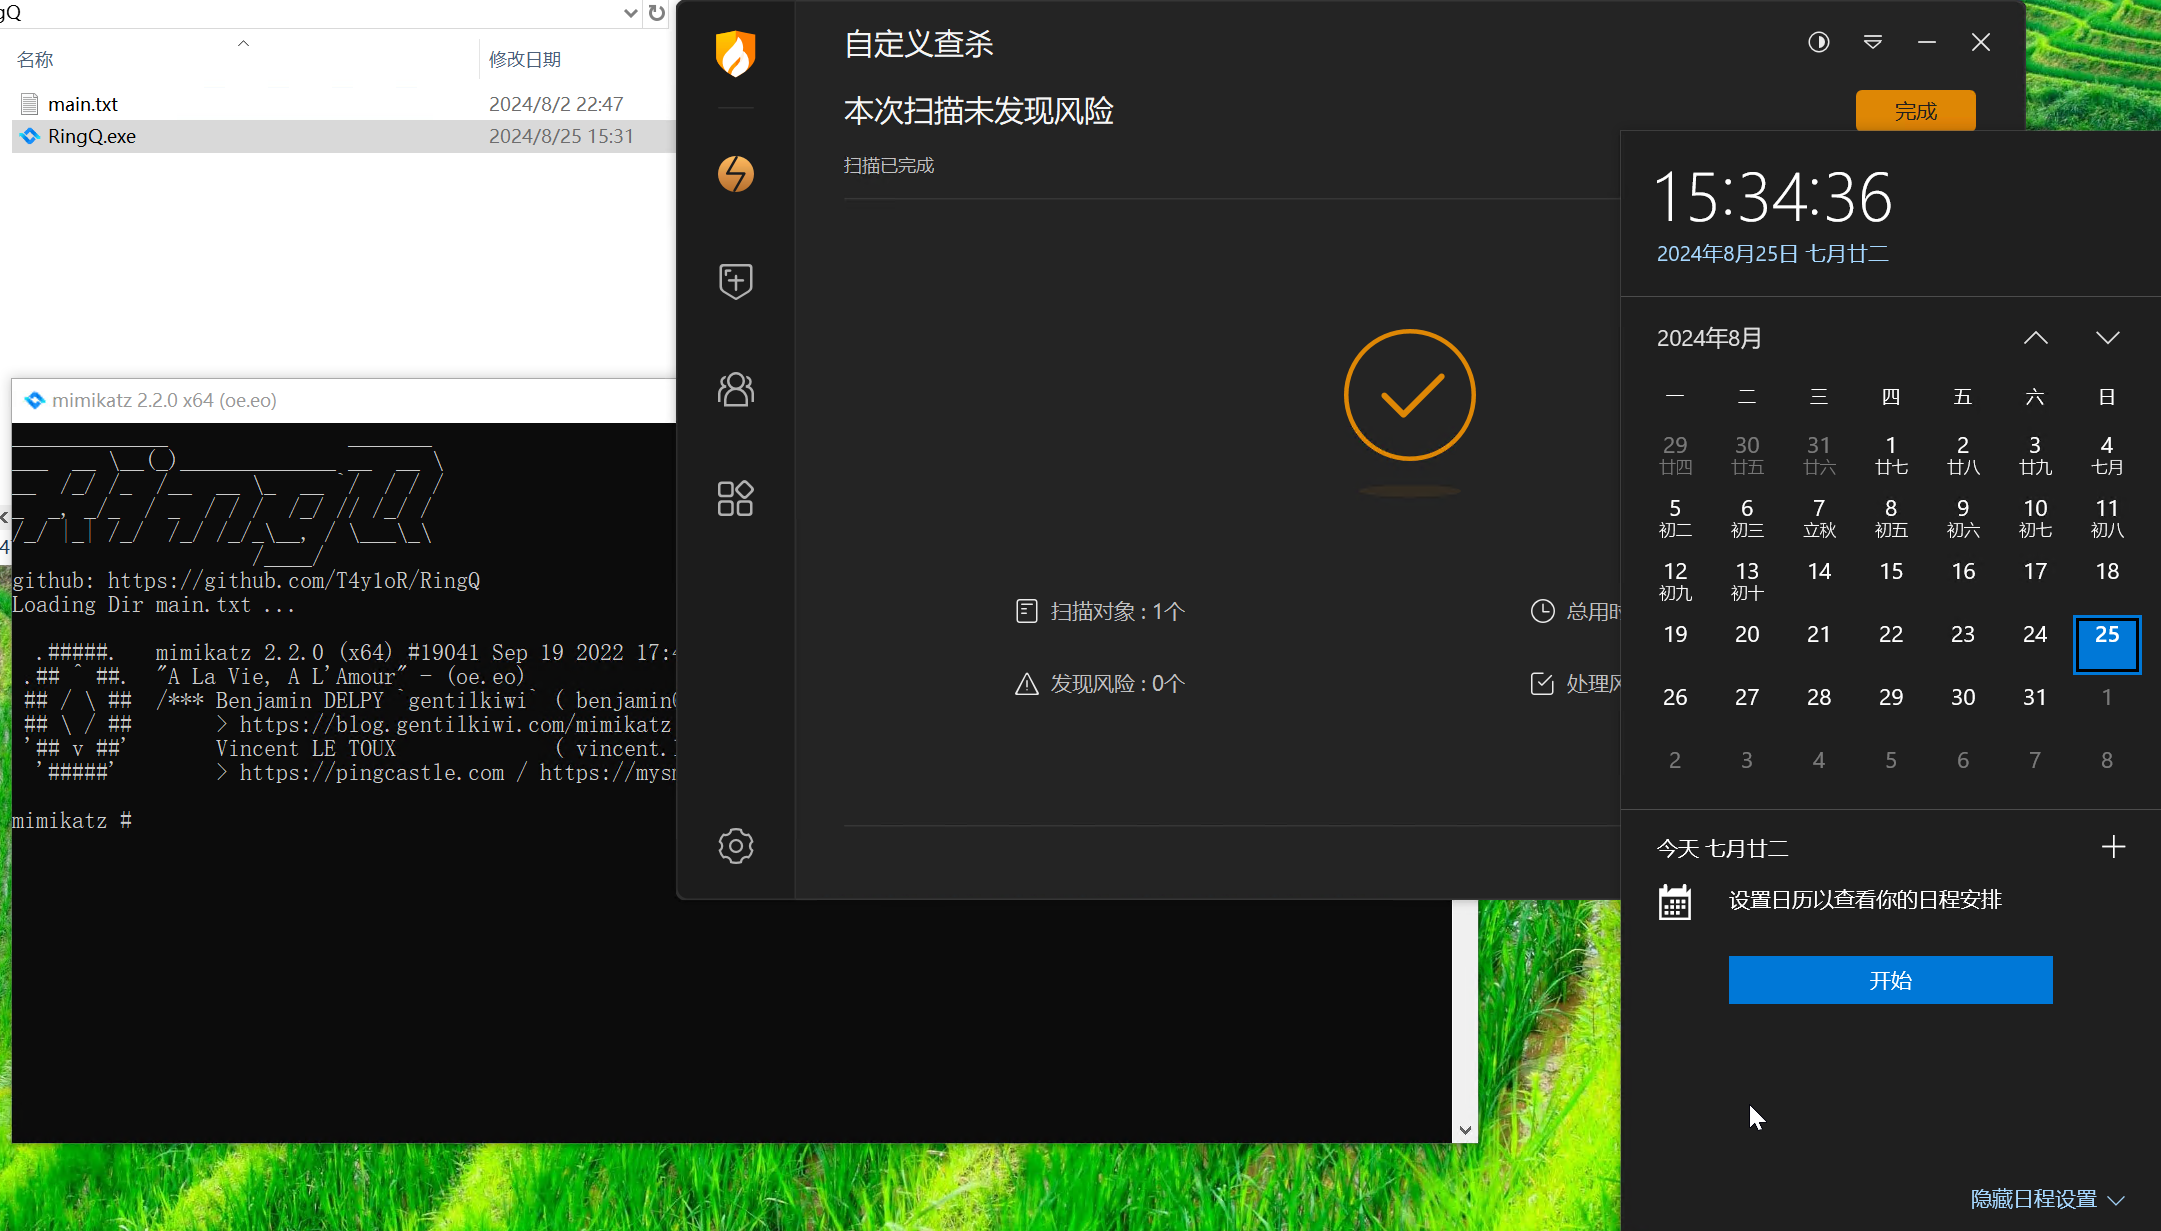 gQ
名称
修改日期
main.txt
2024/8/2 22:47
RingQ.exe
2024/8/25 15:31
mimikatz 2.2.0 x64 (oe.eo)
github: https://github.com/T4y1oR/RingQ
Loading Dir main.txt ...
.#####.   mimikatz 2.2.0 (x64) #19041 Sep 19 2022 17:4
.## ^ ##.  "A La Vie, A L'Amour" - (oe.eo)
## / \ ##  /*** Benjamin DELPY `gentilkiwi` ( benjamin@
## \ / ##       > https://blog.gentilkiwi.com/mimikatz
'## v ##'       Vincent LE TOUX             ( vincent.l
'#####'        > https://pingcastle.com / https://mysm
mimikatz #
自定义查杀
本次扫描未发现风险
完成
扫描已完成
扫描对象 : 1个
总用时
发现风险 : 0个
处理风
15:34:36
2024年8月25日 七月廿二
2024年8月
一 二 三 四 五 六 日
29 30 31 1 2 3 4
廿四 廿五 廿六 廿七 廿八 廿九 七月
5 6 7 8 9 10 11
初二 初三 立秋 初五 初六 初七 初八
12 13 14 15 16 17 18
初九 初十
19 20 21 22 23 24 25
26 27 28 29 30 31 1
2 3 4 5 6 7 8
今天 七月廿二
设置日历以查看你的日程安排
开始
隐藏日程设置